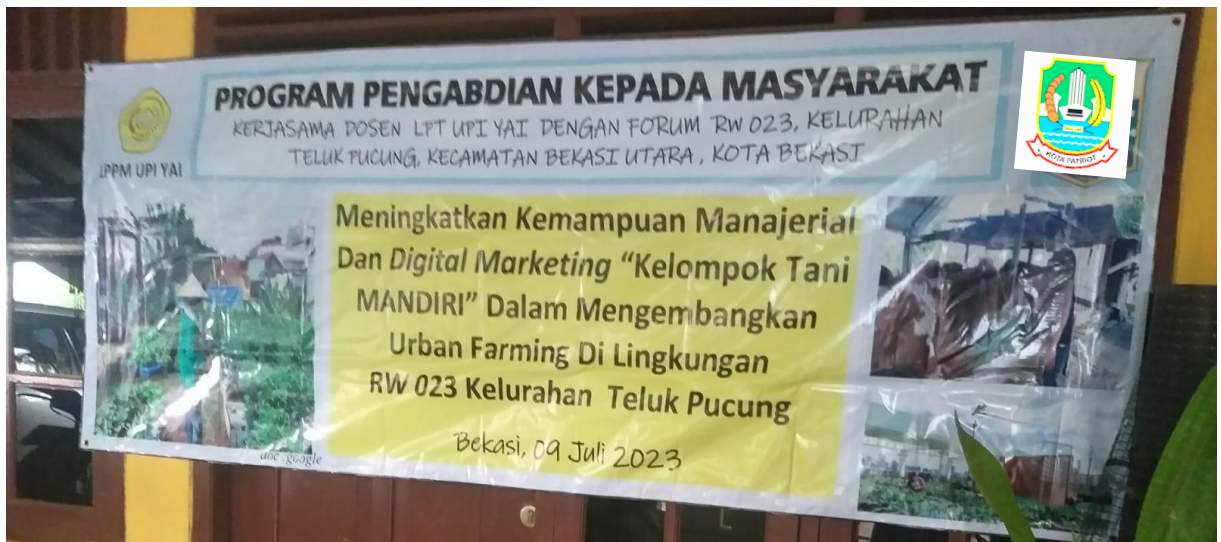 PROGRAM PENGABDIAN KEPADA MASYARAKAT
KERJASAMA DOSEN LPT UPI YAI DENGAN FORUM RW 023, KELURAHAN
TELUK PUCUNG, KECAMATAN BEKASI UTARA, KOTA BEKASI
LPPM UPI YAI
KOTA PATRIOT
Meningkatkan Kemampuan Manajerial
Dan Digital Marketing “Kelompok Tani
MANDIRI” Dalam Mengembangkan
Urban Farming Di Lingkungan
RW 023 Kelurahan Teluk Pucung
Bekasi, 09 Juli 2023
doc google